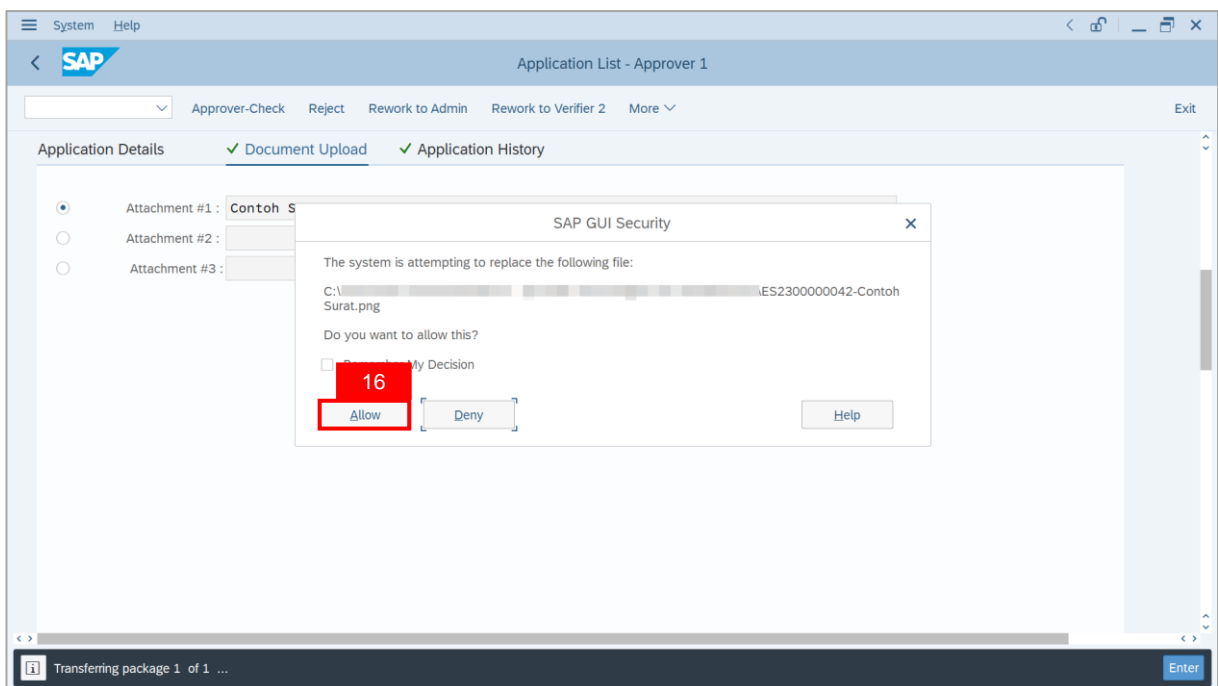 System Help
SAP Application List - Approver 1
Approver-Check Reject Rework to Admin Rework to Verifier 2 More Exit
Application Details Document Upload Application History
Attachment #1 : Contoh S
Attachment #2 :
Attachment #3 :
SAP GUI Security
The system is attempting to replace the following file:
C:\ \ES2300000042-Contoh
Surat.png
Do you want to allow this?
My Decision
16
Allow Deny Help
Transferring package 1 of 1 ...
Enter